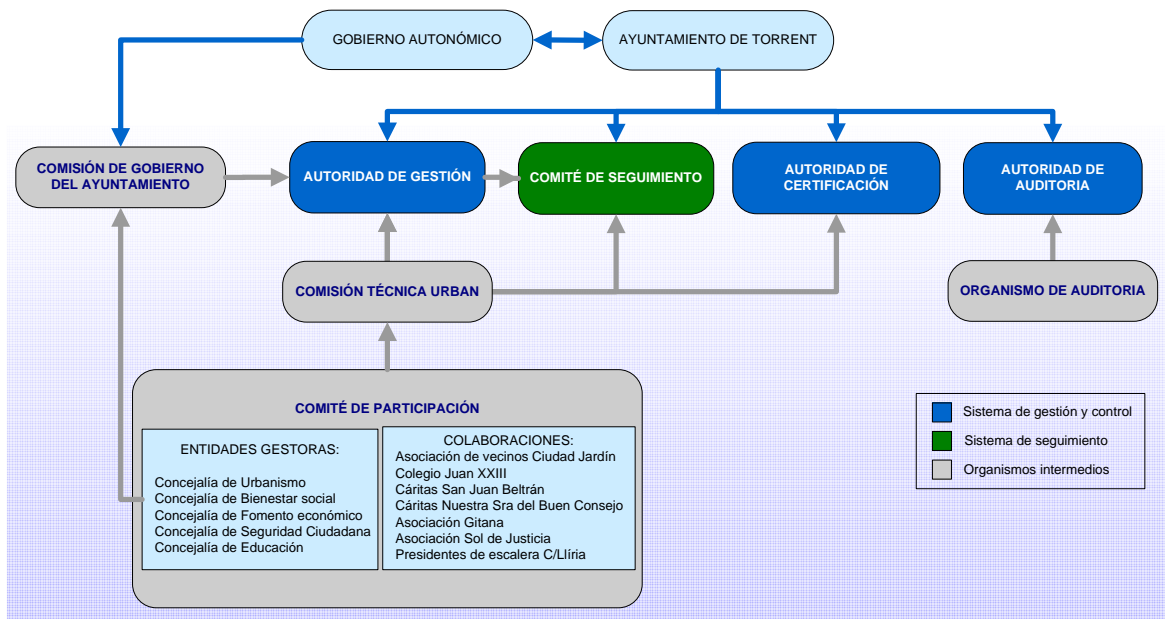 GOBIERNO AUTONÓMICO
AYUNTAMIENTO DE TORRENT
COMISIÓN DE GOBIERNO
DEL AYUNTAMIENTO
AUTORIDAD DE GESTIÓN
COMITÉ DE SEGUIMIENTO
AUTORIDAD DE
CERTIFICACIÓN
AUTORIDAD DE
AUDITORIA
COMISIÓN TÉCNICA URBAN
ORGANISMO DE AUDITORIA
COMITÉ DE PARTICIPACIÓN
ENTIDADES GESTORAS:
Concejalía de Urbanismo
Concejalía de Bienestar social
Concejalía de Fomento económico
Concejalía de Seguridad Ciudadana
Concejalía de Educación
COLABORACIONES:
Asociación de vecinos Ciudad Jardín
Colegio Juan XXIII
Cáritas San Juan Beltrán
Cáritas Nuestra Sra del Buen Consejo
Asociación Gitana
Asociación Sol de Justicia
Presidentes de escalera C/Llíria
Sistema de gestión y control
Sistema de seguimiento
Organismos intermedios